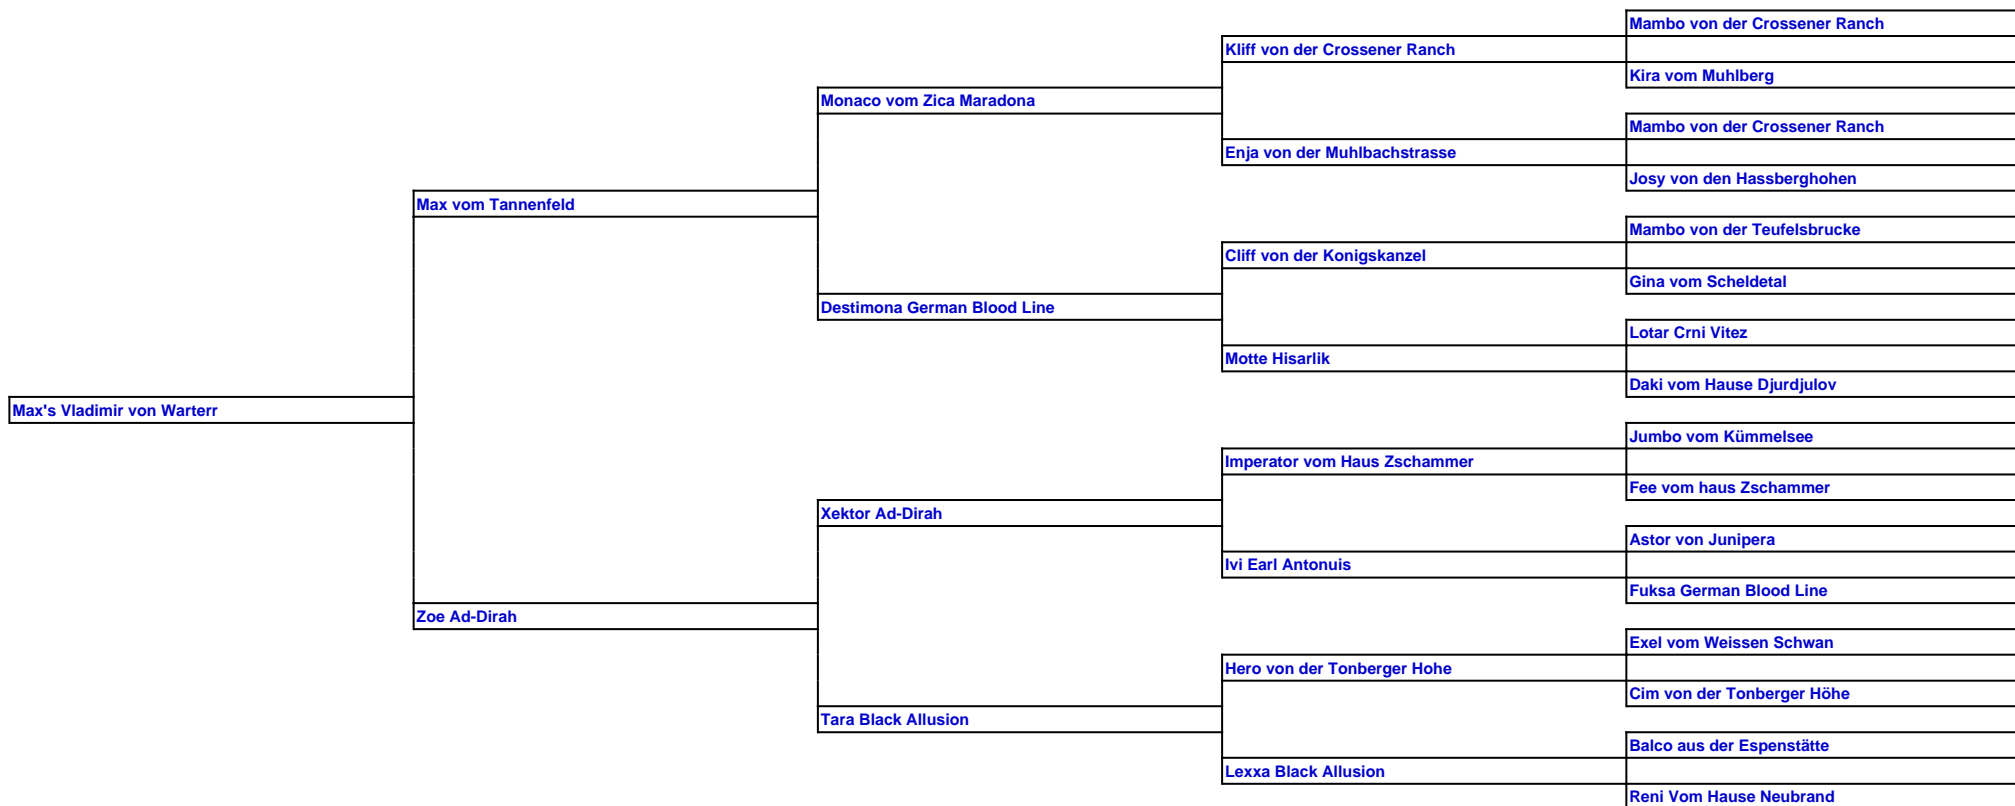 Mambo von der Crossener Ranch
Kliff von der Crossener Ranch
Kira vom Muhlberg
Monaco vom Zica Maradona
Mambo von der Crossener Ranch
Enja von der Muhlbachstrasse
Josy von den Hassberghohen
Max vom Tannenfeld
Mambo von der Teufelsbrucke
Cliff von der Konigskanzel
Gina vom Scheldetal
Destimona German Blood Line
Lotar Crni Vitez
Motte Hisarlik
Daki vom Hause Djurdjulov
Max's Vladimir von Warterr
Jumbo vom Kümmelsee
Imperator vom Haus Zschammer
Fee vom haus Zschammer
Xektor Ad-Dirah
Astor von Junipera
Ivi Earl Antonuis
Fuksa German Blood Line
Zoe Ad-Dirah
Exel vom Weissen Schwan
Hero von der Tonberger Hohe
Cim von der Tonberger Höhe
Tara Black Allusion
Balco aus der Espenstätte
Lexxa Black Allusion
Reni Vom Hause Neubrand